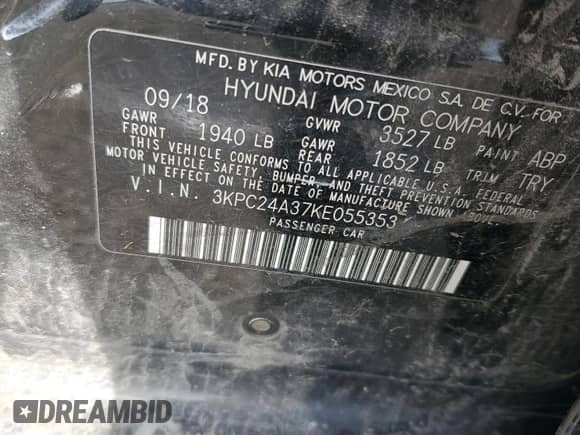 MFD. BY KIA MOTORS MEXICO S.A. DE C.V. FOR
HYUNDAI MOTOR COMPANY
09/18
GAWR FRONT 1940 LB GVWR 3527 LB PAINT ABP
GAWR REAR 1852 LB TRIM TRY
THIS VEHICLE CONFORMS TO ALL APPLICABLE U.S.A. FEDERAL
MOTOR VEHICLE SAFETY, BUMPER, AND THEFT PREVENTION STANDARDS
IN EFFECT ON THE DATE OF MANUFACTURE SHOWN ABOVE.
V.I.N. 3KPC24A37KE055353
PASSENGER CAR
DREAMBID